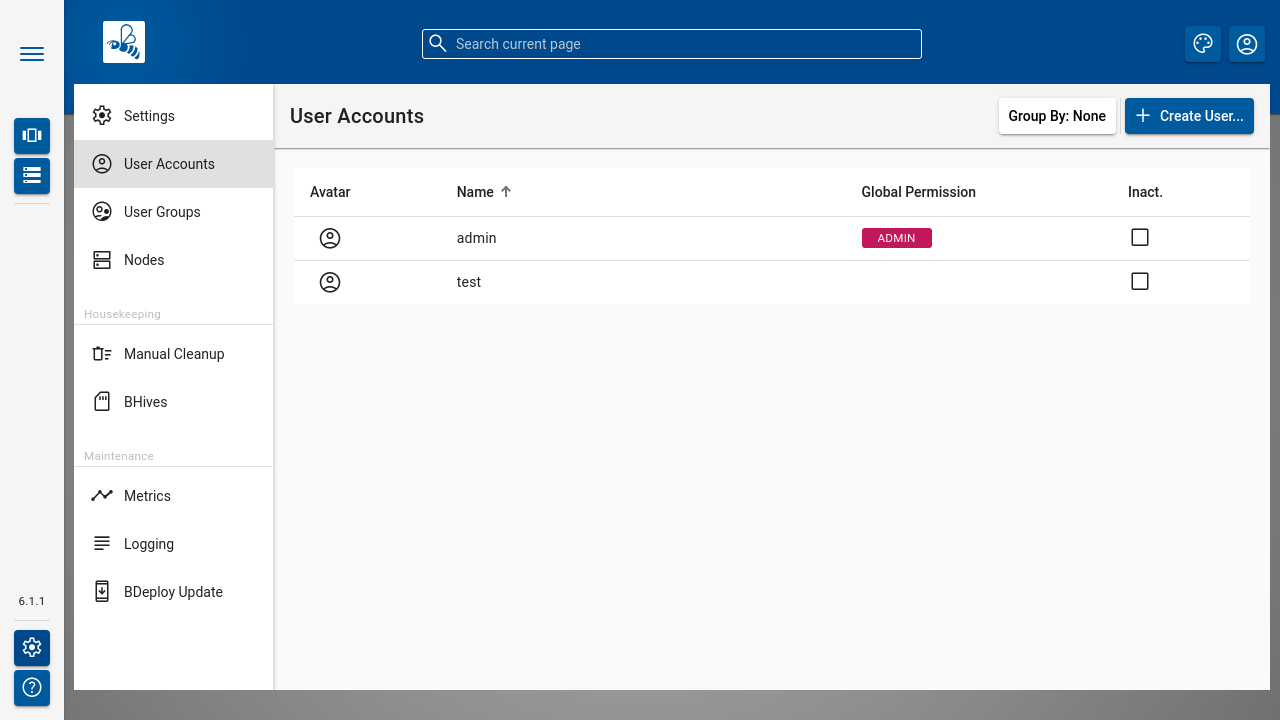 Search current page
Settings
User Accounts
User Groups
Nodes
Housekeeping
Manual Cleanup
BHives
Maintenance
Metrics
Logging
BDeploy Update
6.1.1
User Accounts
Group By: None
Create User...
Avatar Name Global Permission Inact.
admin ADMIN
test